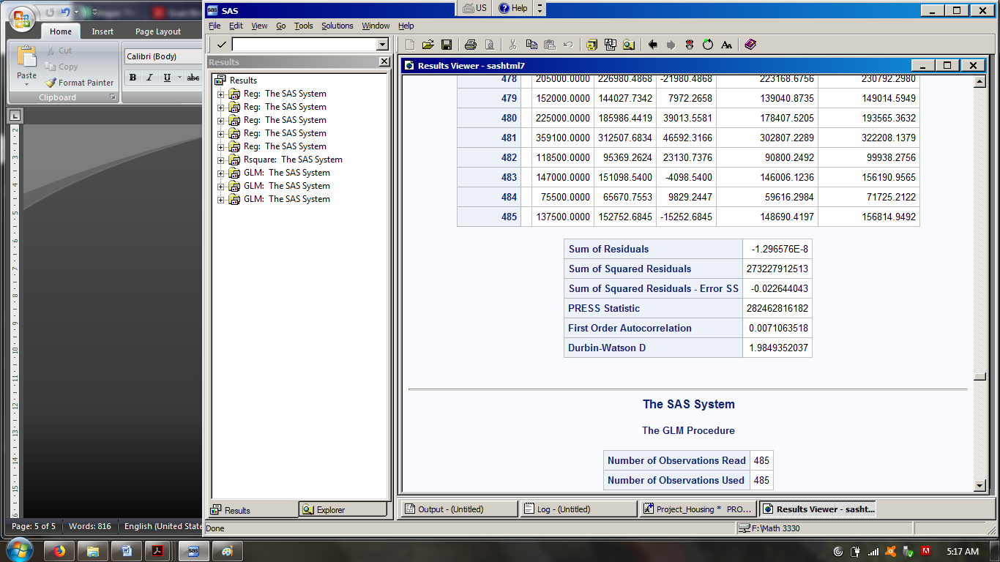 SAS
US
Help
Home
Insert
Page Layout
Cut
Copy
Paste
Format Painter
Clipboard
Calibri (Body)
B I U abc
File Edit View Go Tools Solutions Window Help
Results
Results
Reg: The SAS System
Reg: The SAS System
Reg: The SAS System
Reg: The SAS System
Reg: The SAS System
Rsquare: The SAS System
GLM: The SAS System
GLM: The SAS System
GLM: The SAS System
Results
Explorer
Results Viewer - sashtml7
478 205000.0000 226980.4868 -21980.4868 223168.6756 230792.2980
479 152000.0000 144027.7342 7972.2658 139040.8735 149014.5949
480 225000.0000 185986.4419 39013.5581 178407.5205 193565.3632
481 359100.0000 312507.6834 46592.3166 302807.2289 322208.1379
482 118500.0000 95369.2624 23130.7376 90800.2492 99938.2756
483 147000.0000 151098.5400 -4098.5400 146006.1236 156190.9565
484 75500.0000 65670.7553 9829.2447 59616.2984 71725.2122
485 137500.0000 152752.6845 -15252.6845 148690.4197 156814.9492
Sum of Residuals -1.296576E-8
Sum of Squared Residuals 273227912513
Sum of Squared Residuals - Error SS -0.022644043
PRESS Statistic 282462816182
First Order Autocorrelation 0.0071063518
Durbin-Watson D 1.9849352037
The SAS System
The GLM Procedure
Number of Observations Read 485
Number of Observations Used 485
Output - (Untitled)
Log - (Untitled)
Project_Housing * PRO...
Results Viewer - sasht...
Done
F:\Math 3330
Page: 5 of 5
Words: 816
English (United State
5:17 AM